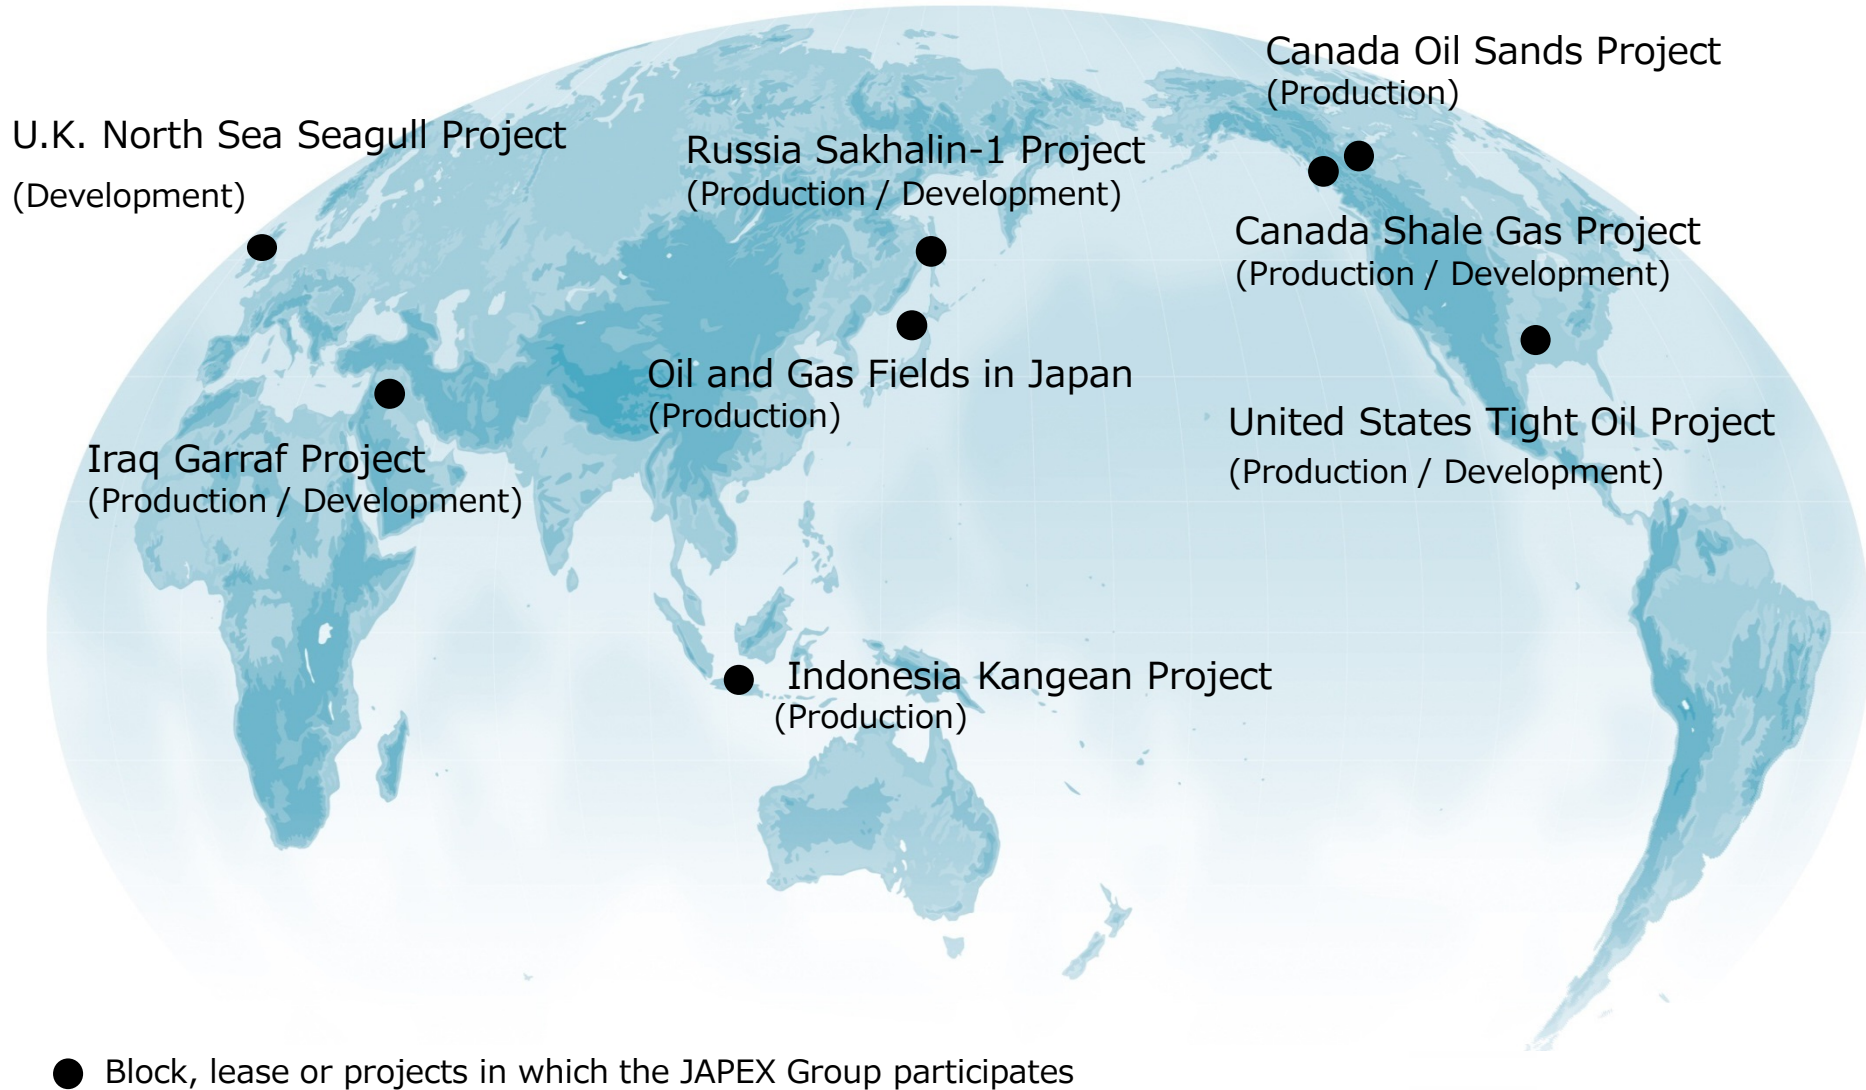 Canada Oil Sands Project
(Production)
U.K. North Sea Seagull Project
(Development)
Russia Sakhalin-1 Project
(Production / Development)
Canada Shale Gas Project
(Production / Development)
Oil and Gas Fields in Japan
(Production)
United States Tight Oil Project
(Production / Development)
Iraq Garraf Project
(Production / Development)
Indonesia Kangean Project
(Production)
Block, lease or projects in which the JAPEX Group participates